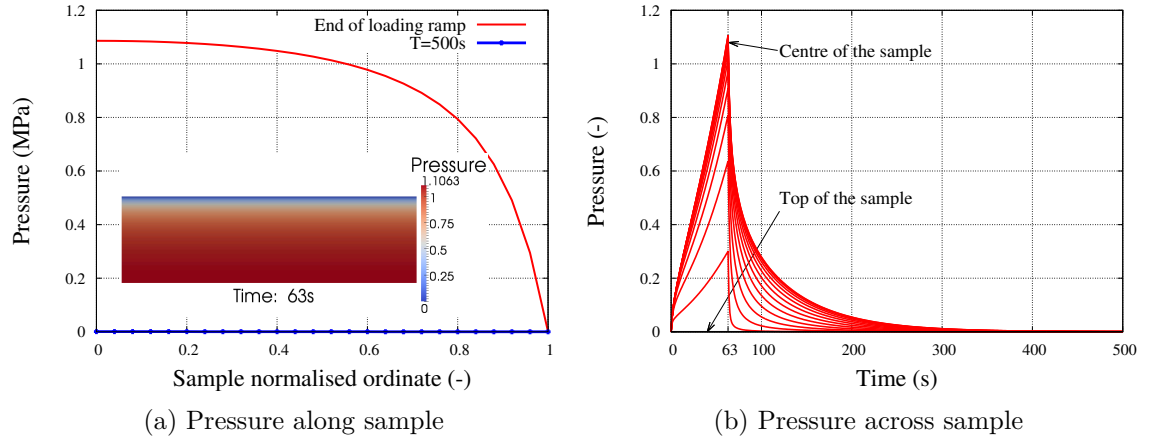 1.2
1
0.8
0.6
0.4
0.2
0
Pressure (MPa)
End of loading ramp
T=500s
Pressure
1.1063
1
0.75
0.5
0.25
0
Time: 63s
0 0.2 0.4 0.6 0.8 1
Sample normalised ordinate (-)
(a) Pressure along sample
1.2
1
0.8
0.6
0.4
0.2
0
Pressure (-)
Centre of the sample
Top of the sample
0 63 100 200 300 400 500
Time (s)
(b) Pressure across sample